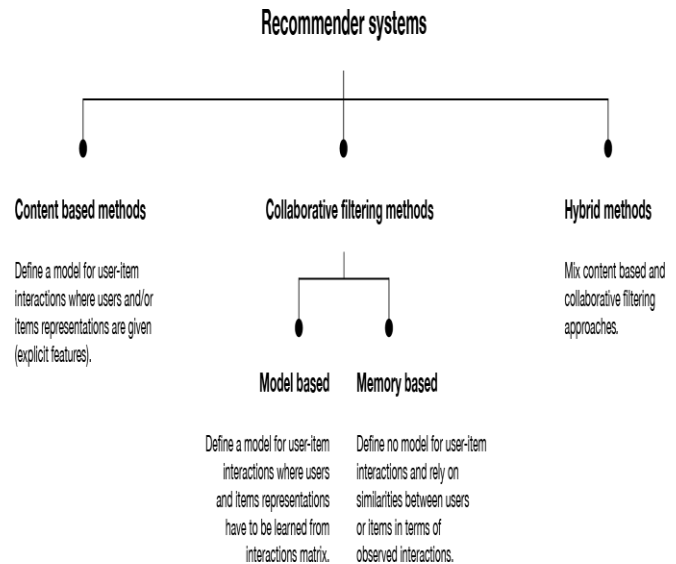 Recommender systems
Content based methods
Define a model for user-item
interactions where users and/or
items representations are given
(explicit features).
Collaborative filtering methods
Model based
Define a model for user-item
interactions where users
and items representations
have to be learned from
interactions matrix.
Memory based
Define no model for user-item
interactions and rely on
similarities between users
or items in terms of
observed interactions.
Hybrid methods
Mix content based and
collaborative filtering
approaches.